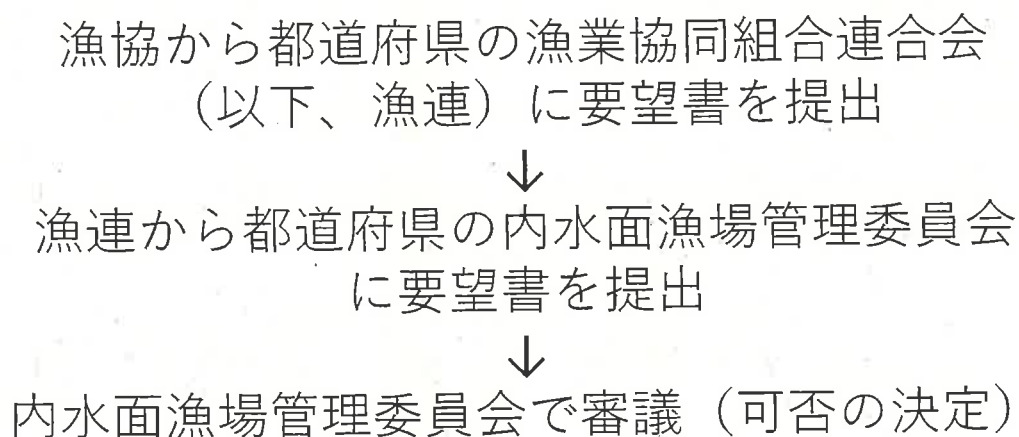 漁協から都道府県の漁業協同組合連合会
（以下、漁連）に要望書を提出
↓
漁連から都道府県の内水面漁場管理委員会
に要望書を提出
↓
内水面漁場管理委員会で審議（可否の決定）